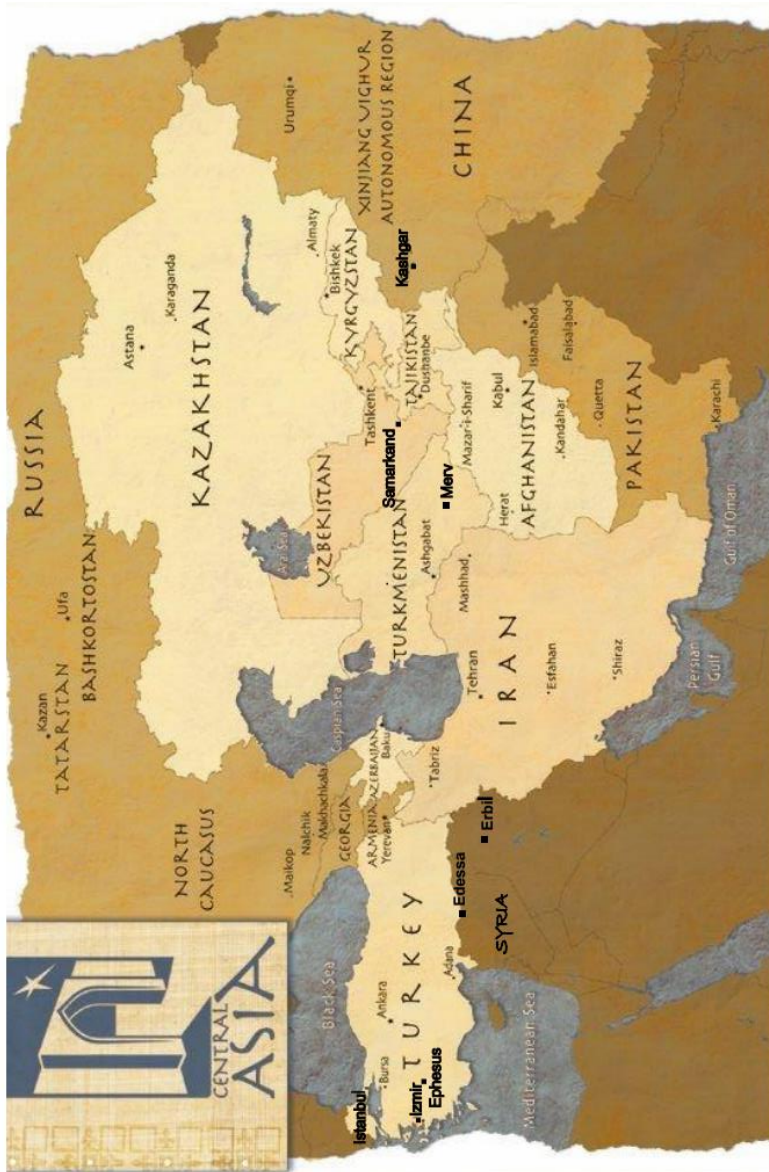 CENTRAL
ASIA
RUSSIA
Kazan
TATARSTAN
Ufa
BASHKORTOSTAN
NORTH
CAUCASUS
Maikop
Nalchik
Makhachkala
GEORGIA
ARMENIA
Yerevan
AZERBAIJAN
Baku
Caspian Sea
Black Sea
Astana
Karaganda
KAZAKHSTAN
Aral Sea
UZBEKISTAN
Tashkent
Samarkand
Almaty
Bishkek
KYRGYZSTAN
Urumqi
XINJIANG UIGHUR
AUTONOMOUS REGION
CHINA
Kashgar
TAJIKISTAN
Dushanbe
TURKMENISTAN
Ashgabat
Merv
Mazar-i-Sharif
Kabul
AFGHANISTAN
Herat
Kandahar
Islamabad
Faisalabad
Quetta
PAKISTAN
Karachi
Gulf of Oman
Mashhad
Tehran
IRAN
Esfahan
Shiraz
Persian
Gulf
Tabriz
Erbil
Edessa
SYRIA
Istanbul
Bursa
Ankara
TURKEY
Izmir
Ephesus
Adana
Mediterranean Sea